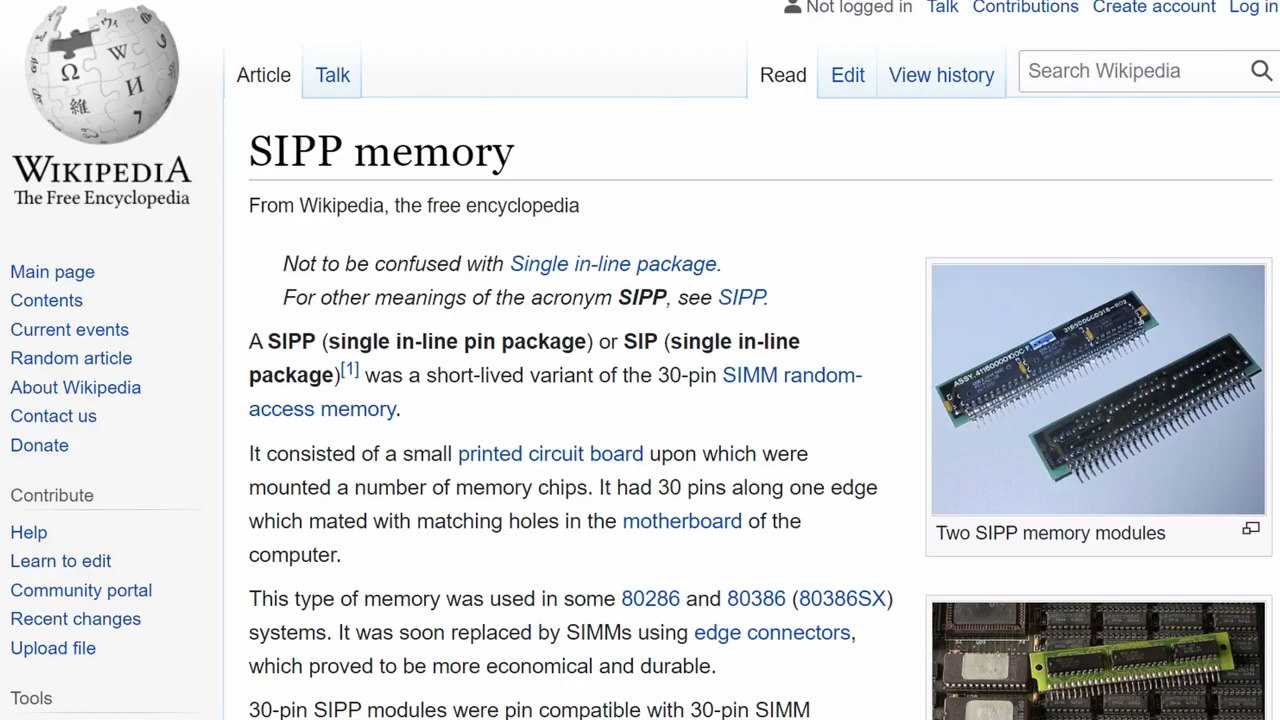 Not logged in Talk Contributions Create account Log in
Article Talk Read Edit View history Search Wikipedia
WIKIPEDIA
The Free Encyclopedia
Main page
Contents
Current events
Random article
About Wikipedia
Contact us
Donate
Contribute
Help
Learn to edit
Community portal
Recent changes
Upload file
Tools
SIPP memory
From Wikipedia, the free encyclopedia
Not to be confused with Single in-line package.
For other meanings of the acronym SIPP, see SIPP.
A SIPP (single in-line pin package) or SIP (single in-line
package)[1] was a short-lived variant of the 30-pin SIMM random-
access memory.
It consisted of a small printed circuit board upon which were
mounted a number of memory chips. It had 30 pins along one edge
which mated with matching holes in the motherboard of the
computer.
This type of memory was used in some 80286 and 80386 (80386SX)
systems. It was soon replaced by SIMMs using edge connectors,
which proved to be more economical and durable.
30-pin SIPP modules were pin compatible with 30-pin SIMM
Two SIPP memory modules